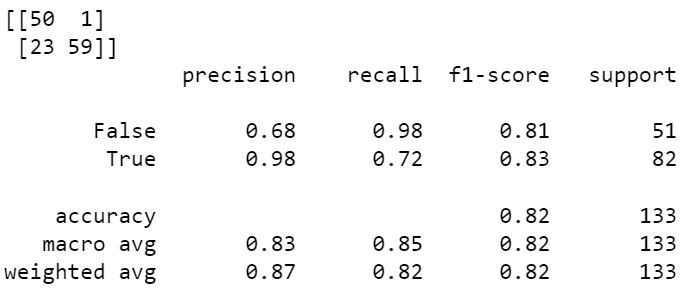 [[50  1]
 [23 59]]
              precision    recall  f1-score   support

       False       0.68      0.98      0.81        51
        True       0.98      0.72      0.83        82

    accuracy                           0.82       133
   macro avg       0.83      0.85      0.82       133
weighted avg       0.87      0.82      0.82       133